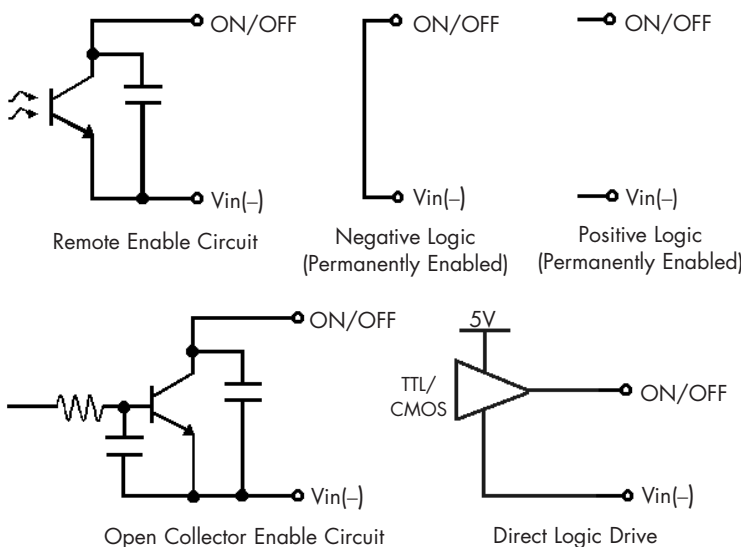 ON/OFF
Vin(–)
Remote Enable Circuit
ON/OFF
Vin(–)
Negative Logic
(Permanently Enabled)
ON/OFF
Vin(–)
Positive Logic
(Permanently Enabled)
ON/OFF
Vin(–)
Open Collector Enable Circuit
5V
TTL/
CMOS
ON/OFF
Vin(–)
Direct Logic Drive